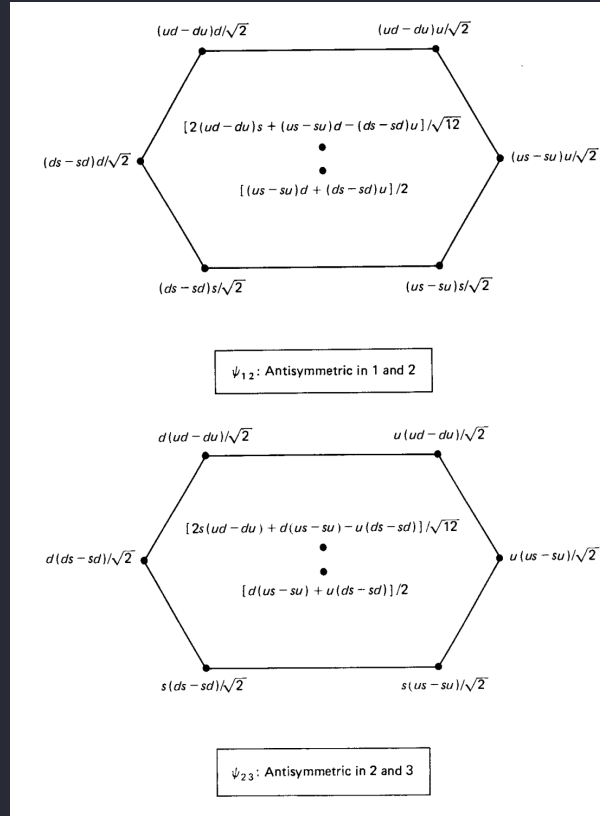 (ud − du)d/√2 (ud − du)u/√2
[2(ud − du)s + (us − su)d − (ds − sd)u]/√12
(ds − sd)d/√2 (us − su)u/√2
[(us − su)d + (ds − sd)u]/2
(ds − sd)s/√2 (us − su)s/√2
ψ₁₂: Antisymmetric in 1 and 2
d(ud − du)/√2 u(ud − du)/√2
[2s(ud − du) + d(us − su) − u(ds − sd)]/√12
d(ds − sd)/√2 u(us − su)/√2
[d(us − su) + u(ds − sd)]/2
s(ds − sd)/√2 s(us − su)/√2
ψ₂₃: Antisymmetric in 2 and 3